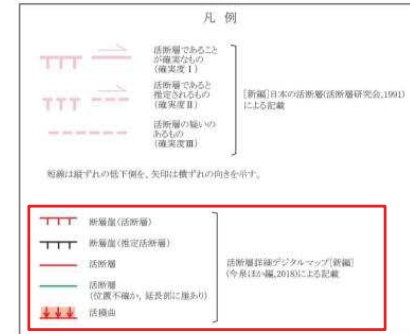 凡 例
活断層であること
が確実なもの
(確実度Ⅰ)
活断層であると
推定されるもの
(確実度Ⅱ)
活断層の疑いの
あるもの
(確実度Ⅲ)
[新編]日本の活断層(活断層研究会,1991)
による記載
短線は縦ずれの低下側を、矢印は横ずれの向きを示す。
断層崖(活断層)
断層崖(推定活断層)
活断層
活断層
(位置不確か, 延長部に崖あり)
活撓曲
活断層詳細デジタルマップ[新編]
(今泉ほか編,2018)による記載